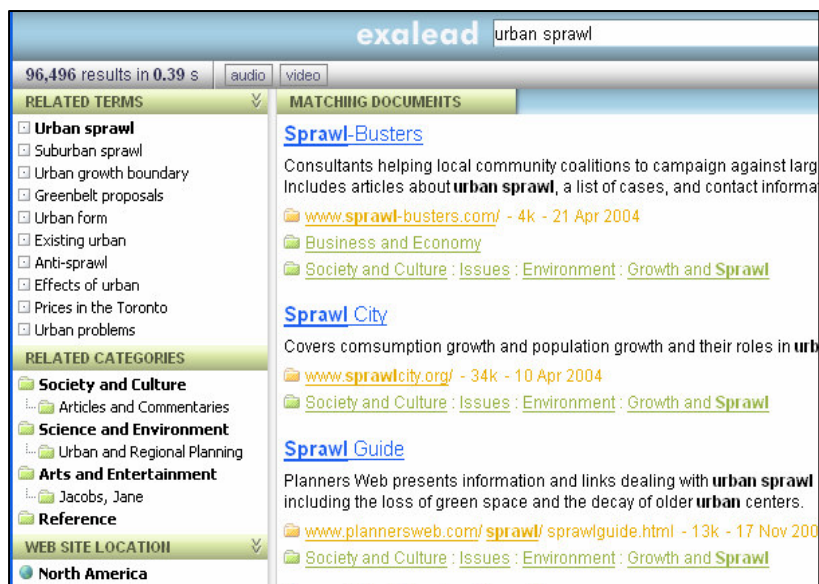 exalead urban sprawl
96,496 results in 0.39 s audio video
RELATED TERMS
Urban sprawl
Suburban sprawl
Urban growth boundary
Greenbelt proposals
Urban form
Existing urban
Anti-sprawl
Effects of urban
Prices in the Toronto
Urban problems
RELATED CATEGORIES
Society and Culture
Articles and Commentaries
Science and Environment
Urban and Regional Planning
Arts and Entertainment
Jacobs, Jane
Reference
WEB SITE LOCATION
North America
MATCHING DOCUMENTS
Sprawl-Busters
Consultants helping local community coalitions to campaign against larg
Includes articles about urban sprawl, a list of cases, and contact informa
www.sprawl-busters.com/ - 4k - 21 Apr 2004
Business and Economy
Society and Culture : Issues : Environment : Growth and Sprawl
Sprawl City
Covers comsumption growth and population growth and their roles in urb
www.sprawlcity.org/ - 34k - 10 Apr 2004
Society and Culture : Issues : Environment : Growth and Sprawl
Sprawl Guide
Planners Web presents information and links dealing with urban sprawl
including the loss of green space and the decay of older urban centers.
www.plannersweb.com/ sprawl/ sprawlguide.html - 13k - 17 Nov 200
Society and Culture : Issues : Environment : Growth and Sprawl